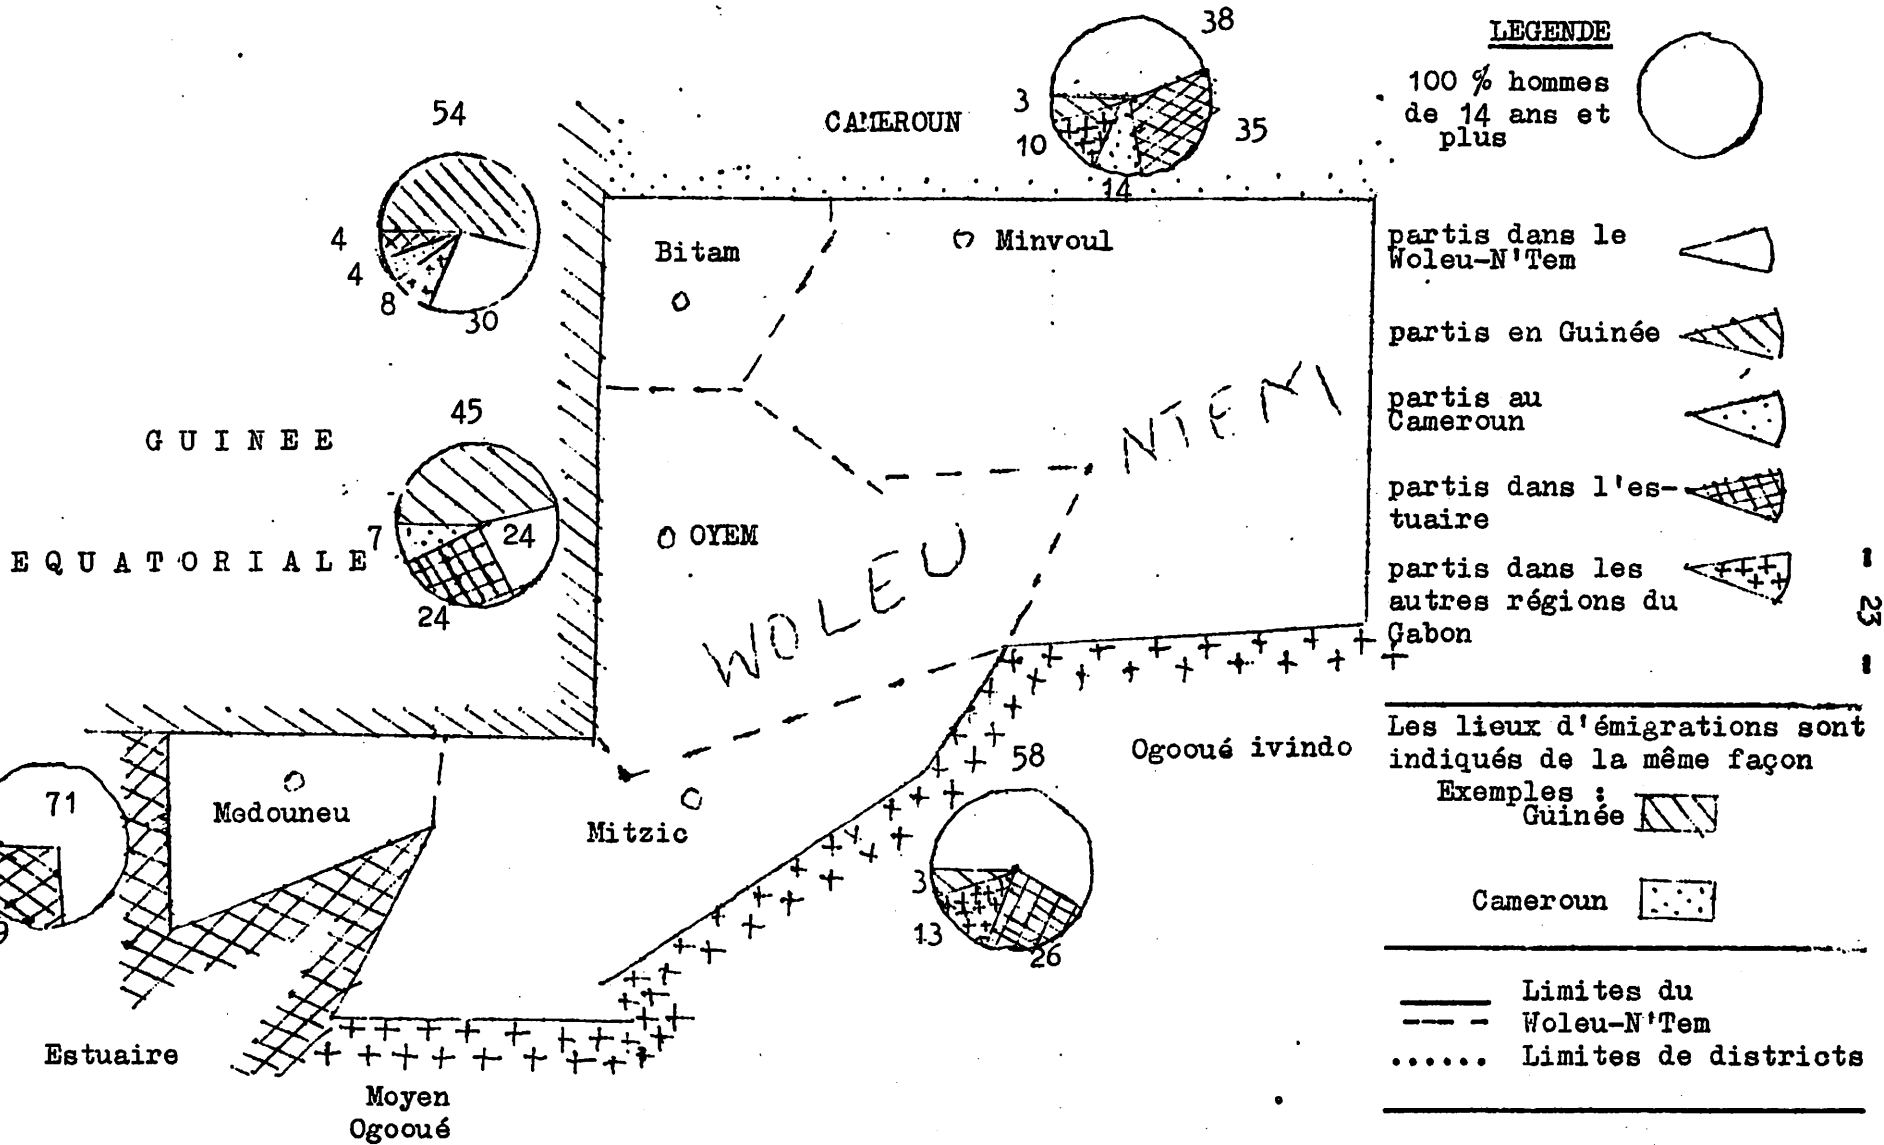 LEGENDE
100 % hommes
de 14 ans et
plus
partis dans le
Woleu-N'Tem
partis en Guinée
partis au
Cameroun
partis dans l'es-
tuaire
partis dans les
autres régions du
Gabon
Les lieux d'émigrations sont
indiqués de la même façon
Exemples :
Guinée
Cameroun
Limites du
Woleu-N'Tem
Limites de districts
- 23 -
CAMEROUN
38
3
10
35
14
54
4
4
8
30
Bitam
Minvoul
GUINEE
EQUATORIALE
45
7
24
24
OYEM
WOLEU NTEM
71
9
Medouneu
Mitzic
58
3
13
26
Ogooué ivindo
Estuaire
Moyen
Ogooué